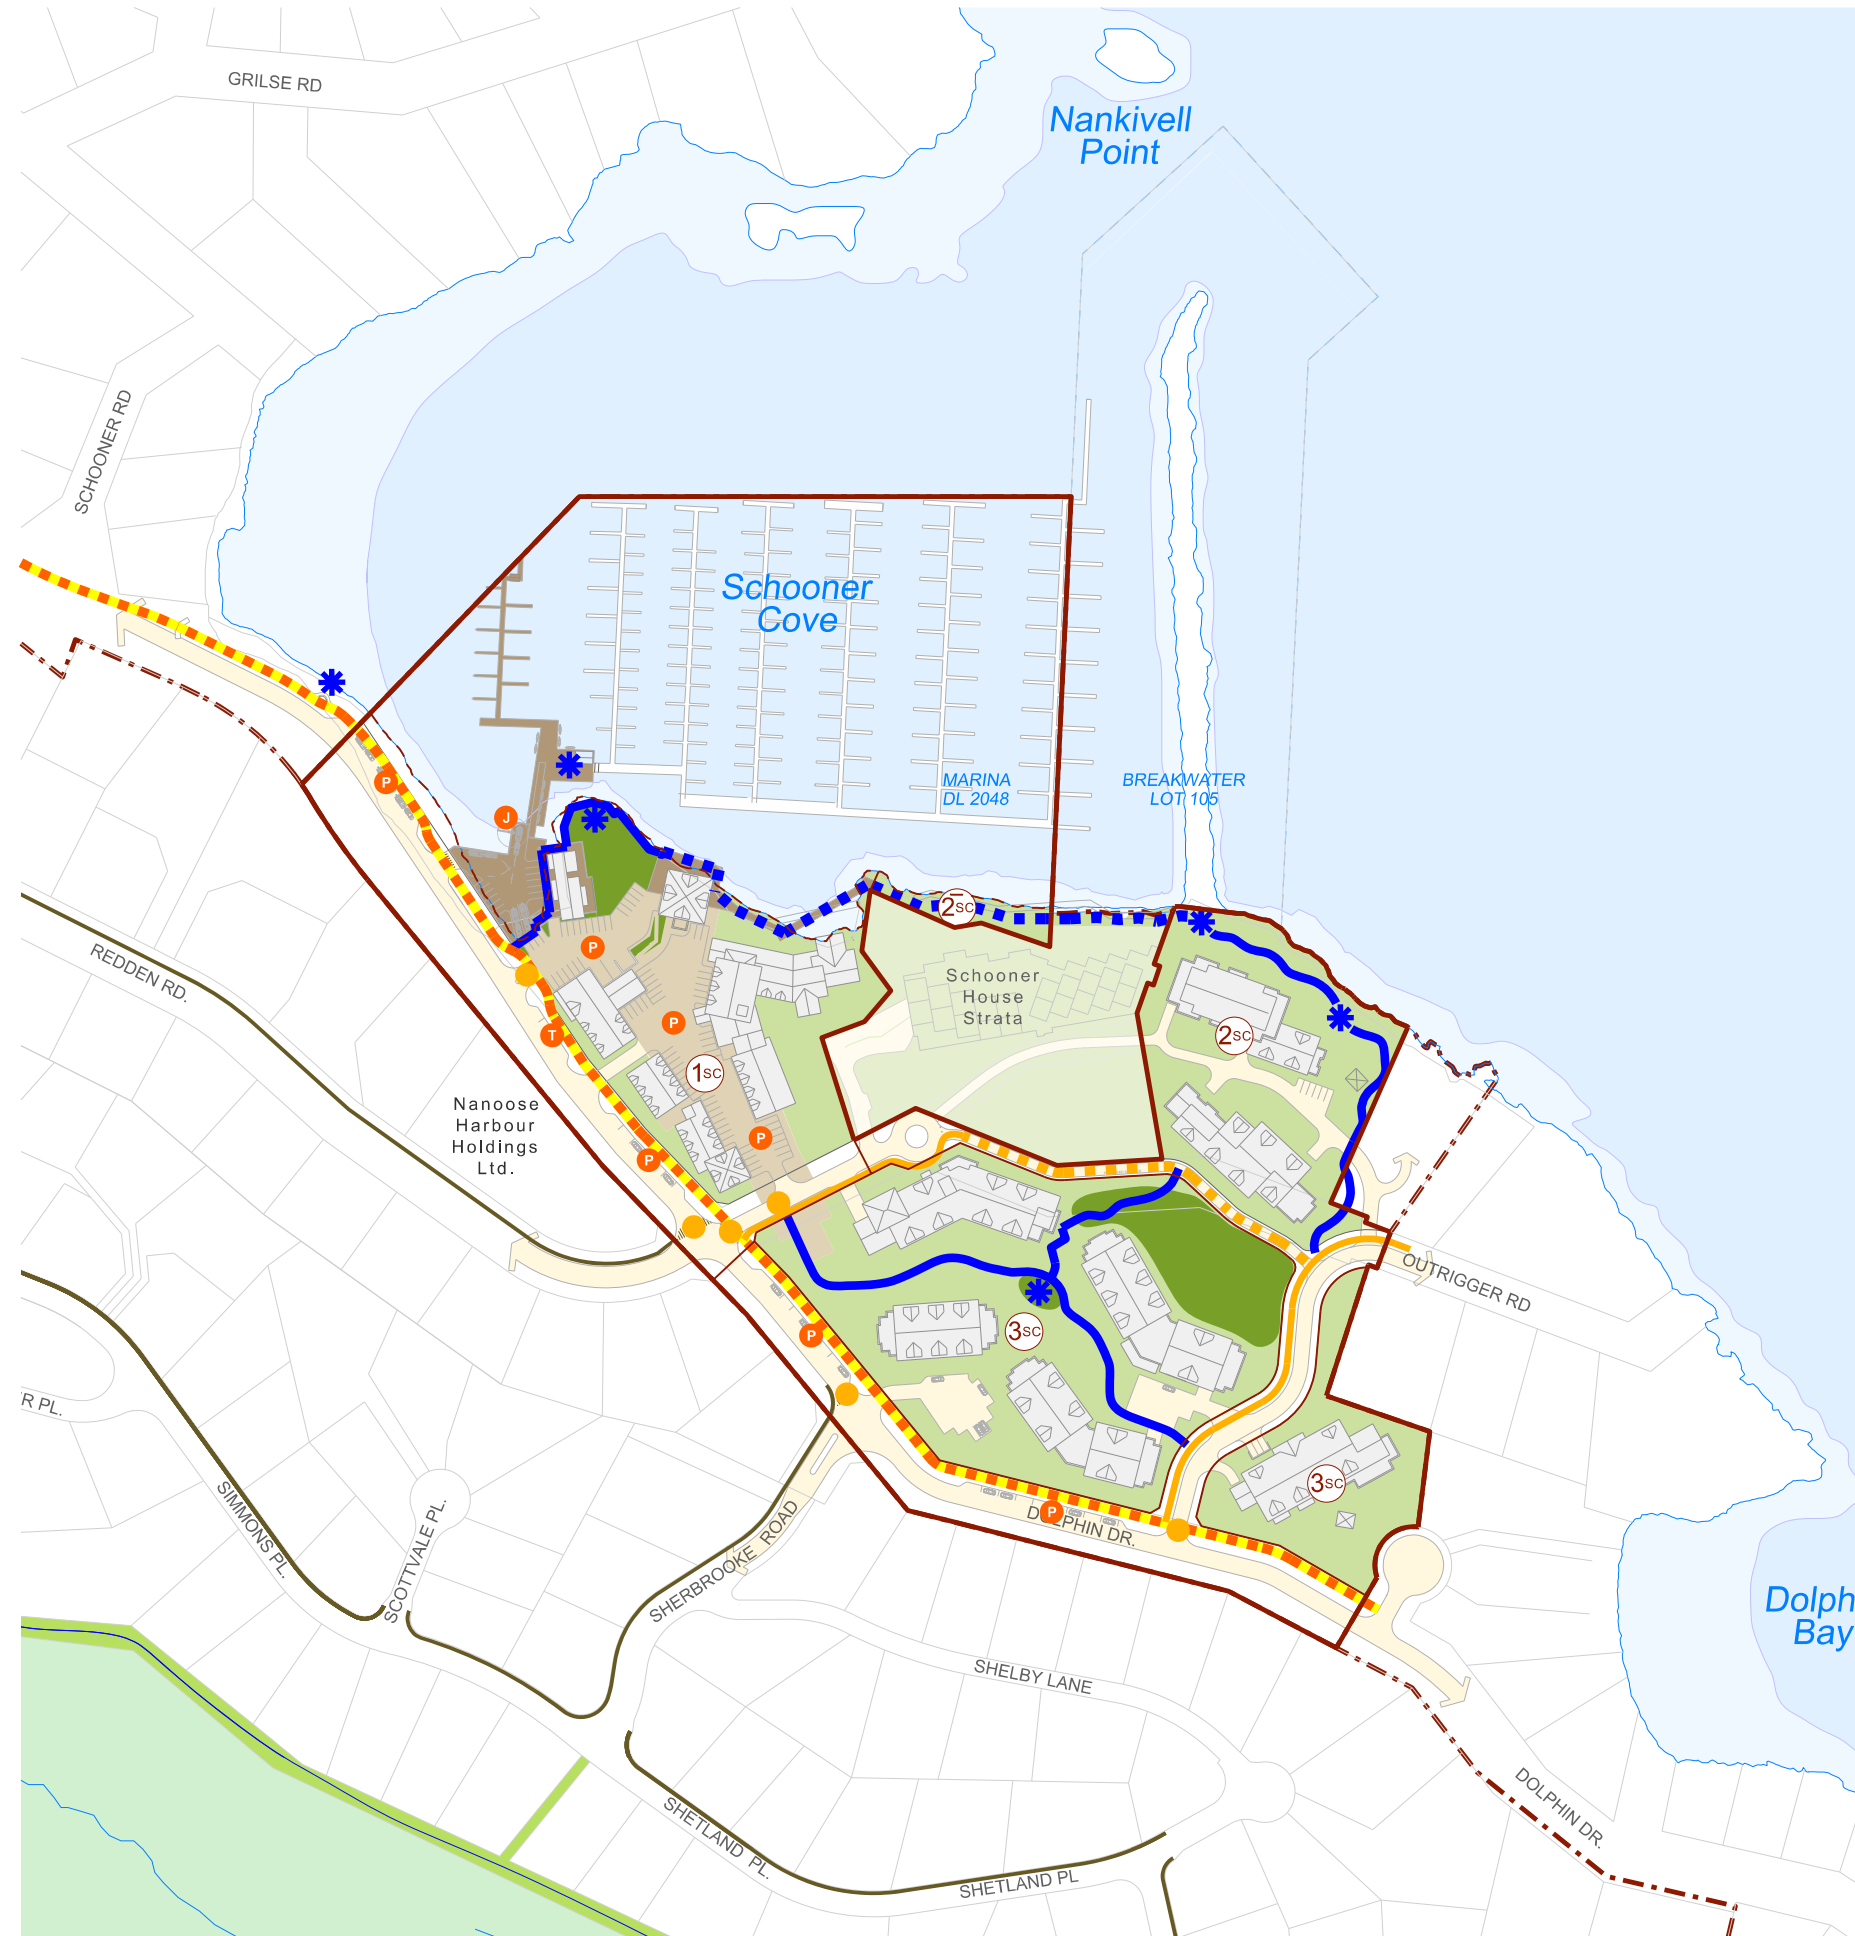 GRILSE RD
Nankivell
Point
SCHOONER RD
Schooner
Cove
MARINA
DL 2048
BREAKWATER
LOT 105
P
J
2SC
P
REDDEN RD.
Schooner
House
Strata
P
T
2SC
1SC
Nanoose
Harbour
Holdings
Ltd.
P
P
OUTRIGGER RD
3SC
P
R PL.
3SC
P
DOLPHIN DR.
SIMMONS PL.
SCOTTVALE PL.
SHERBROOKE ROAD
Dolph
Bay
SHELBY LANE
SHETLAND PL.
DOLPHIN DR.
SHETLAND PL